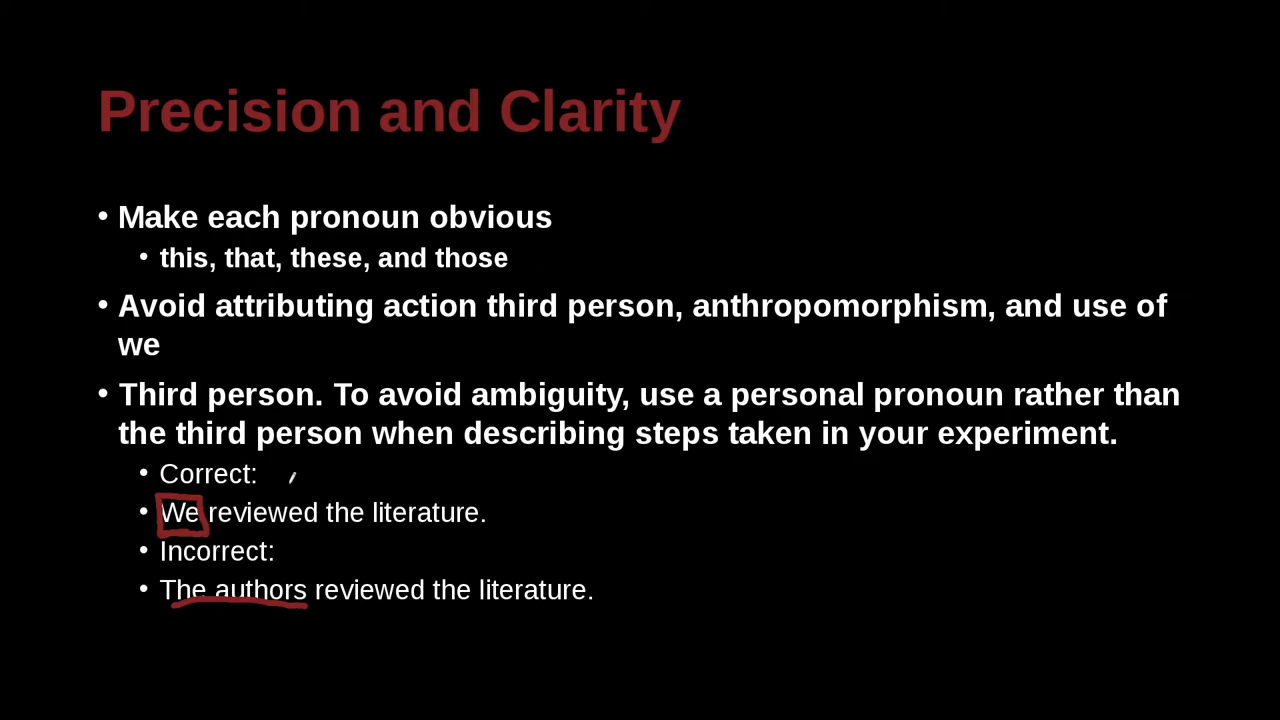 Precision and Clarity
• Make each pronoun obvious
• this, that, these, and those
• Avoid attributing action third person, anthropomorphism, and use of
we
• Third person. To avoid ambiguity, use a personal pronoun rather than
the third person when describing steps taken in your experiment.
• Correct:
• We reviewed the literature.
• Incorrect:
• The authors reviewed the literature.